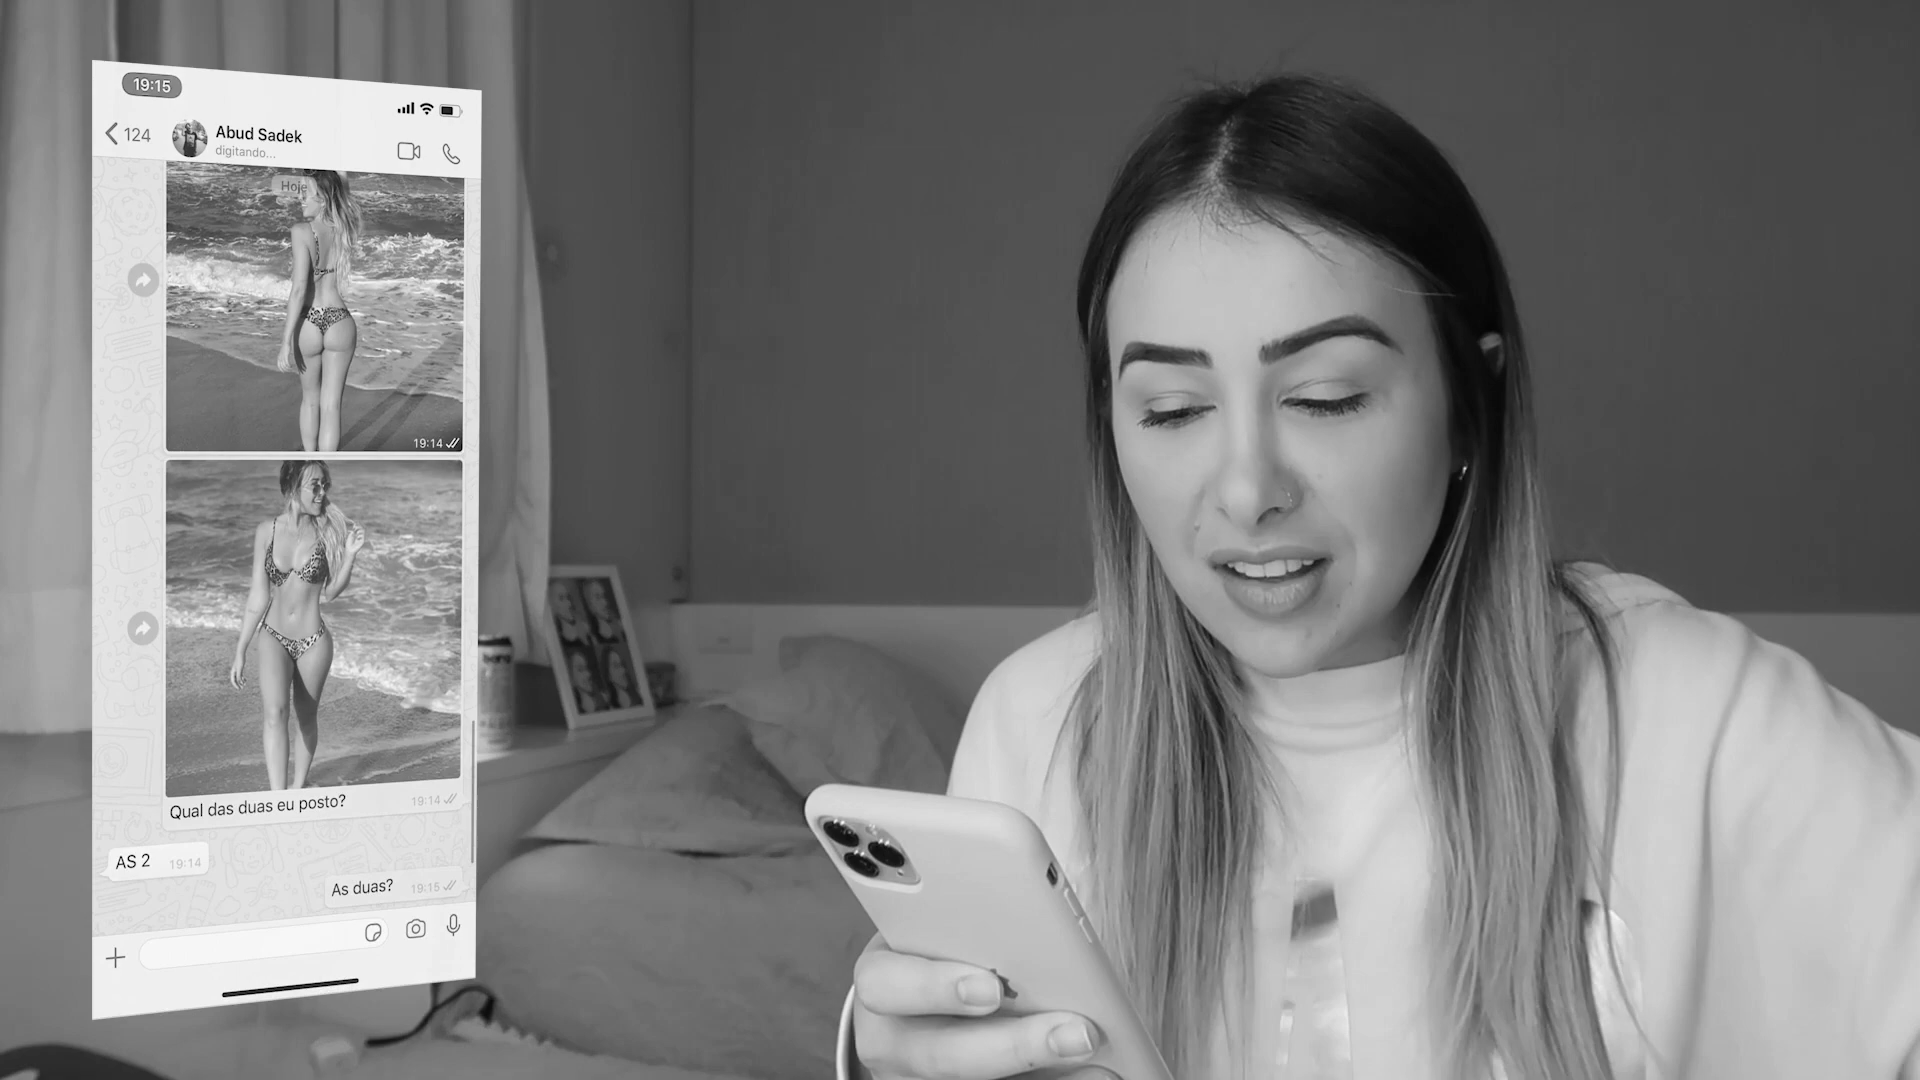 19:15
124
Abud Sadek
digitando...
Hoje
19:14
Qual das duas eu posto?
19:14
AS 2
19:14
As duas?
19:15